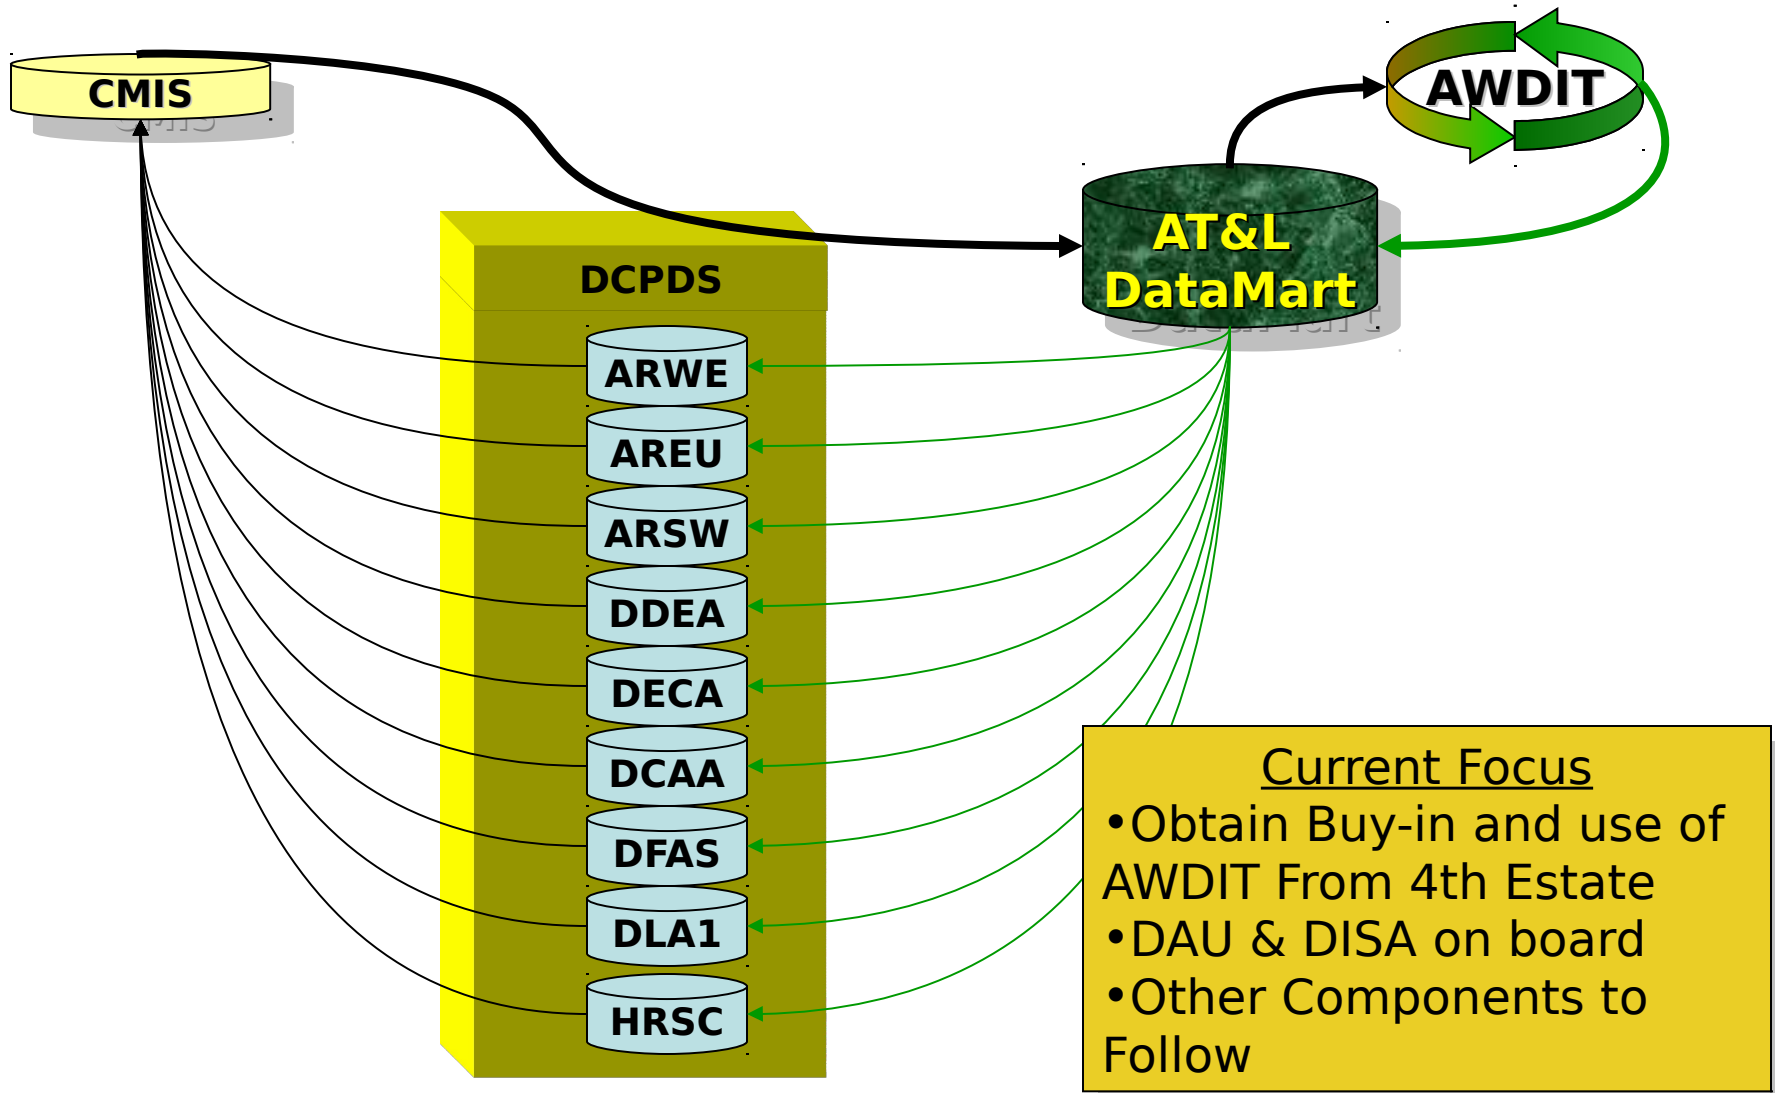 CMIS
AWDIT
AT&L
DataMart
DCPDS
ARWE
AREU
ARSW
DDEA
DECA
DCAA
DFAS
DLA1
HRSC
Current Focus
•Obtain Buy-in and use of
AWDIT From 4th Estate
•DAU & DISA on board
•Other Components to
Follow